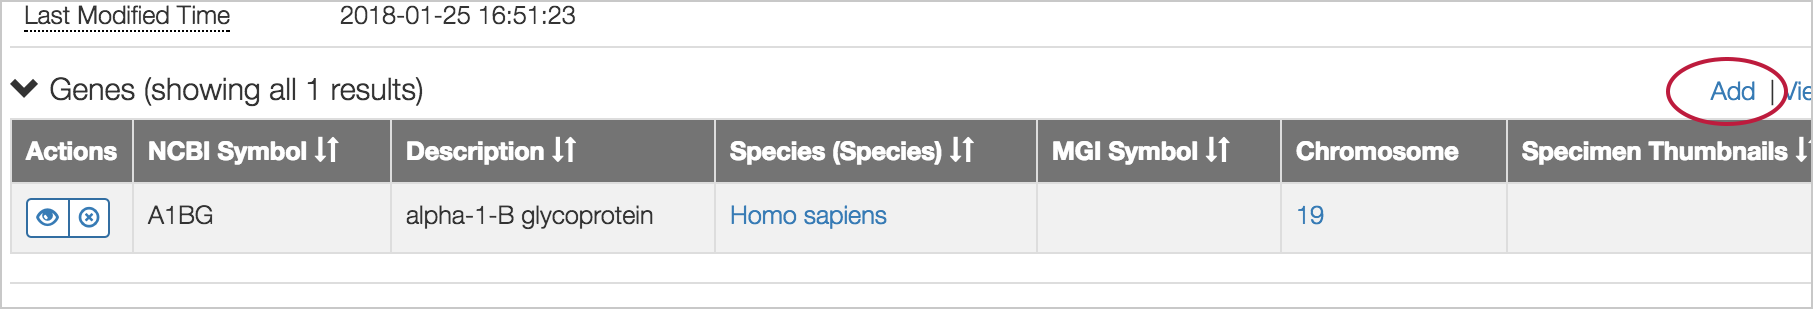 Last Modified Time 2018-01-25 16:51:23
Genes (showing all 1 results) Add |
Actions NCBI Symbol Description Species (Species) MGI Symbol Chromosome Specimen Thumbnails
A1BG alpha-1-B glycoprotein Homo sapiens 19